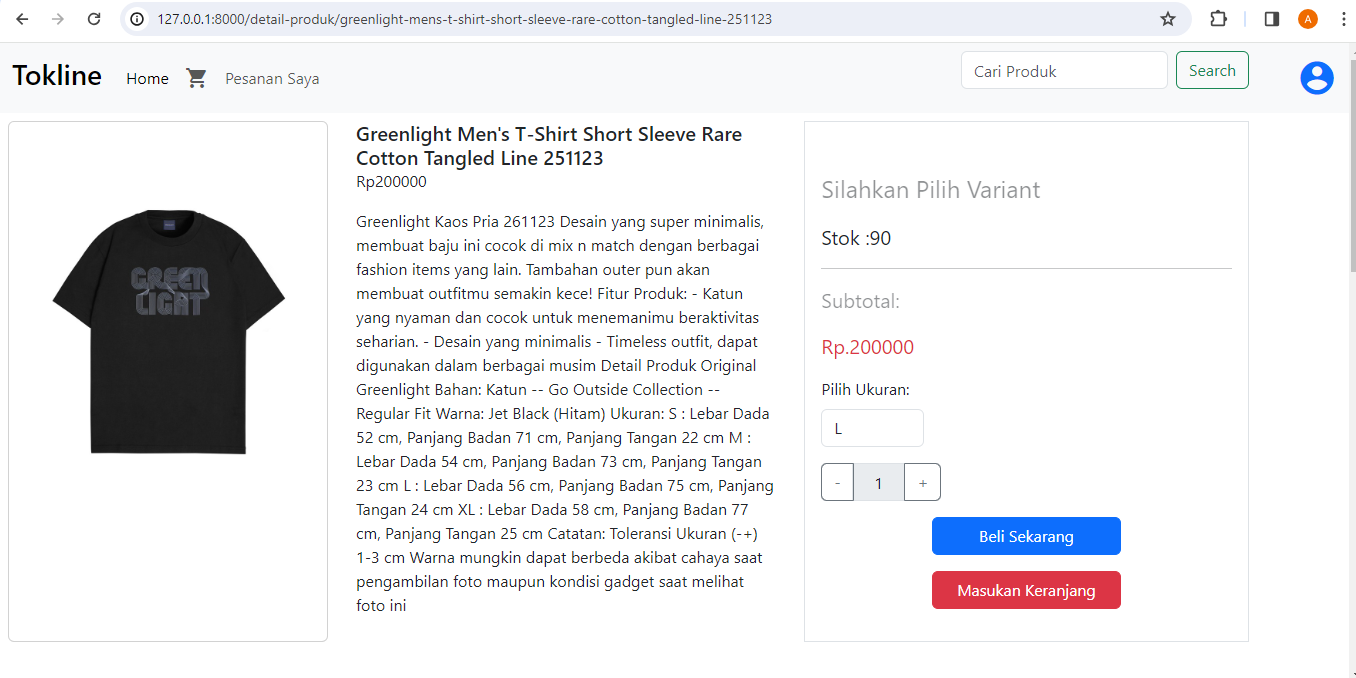 127.0.0.1:8000/detail-produk/greenlight-mens-t-shirt-short-sleeve-rare-cotton-tangled-line-251123
A
Tokline
Home
Pesanan Saya
Cari Produk
Search
GREEN
LIGHT
Greenlight Men's T-Shirt Short Sleeve Rare
Cotton Tangled Line 251123
Rp200000
Greenlight Kaos Pria 261123 Desain yang super minimalis,
membuat baju ini cocok di mix n match dengan berbagai
fashion items yang lain. Tambahan outer pun akan
membuat outfitmu semakin kece! Fitur Produk: - Katun
yang nyaman dan cocok untuk menemanimu beraktivitas
seharian. - Desain yang minimalis - Timeless outfit, dapat
digunakan dalam berbagai musim Detail Produk Original
Greenlight Bahan: Katun -- Go Outside Collection --
Regular Fit Warna: Jet Black (Hitam) Ukuran: S : Lebar Dada
52 cm, Panjang Badan 71 cm, Panjang Tangan 22 cm M :
Lebar Dada 54 cm, Panjang Badan 73 cm, Panjang Tangan
23 cm L : Lebar Dada 56 cm, Panjang Badan 75 cm, Panjang
Tangan 24 cm XL : Lebar Dada 58 cm, Panjang Badan 77
cm, Panjang Tangan 25 cm Catatan: Toleransi Ukuran (-+)
1-3 cm Warna mungkin dapat berbeda akibat cahaya saat
pengambilan foto maupun kondisi gadget saat melihat
foto ini
Silahkan Pilih Variant
Stok :90
Subtotal:
Rp.200000
Pilih Ukuran:
L
- 1 +
Beli Sekarang
Masukan Keranjang